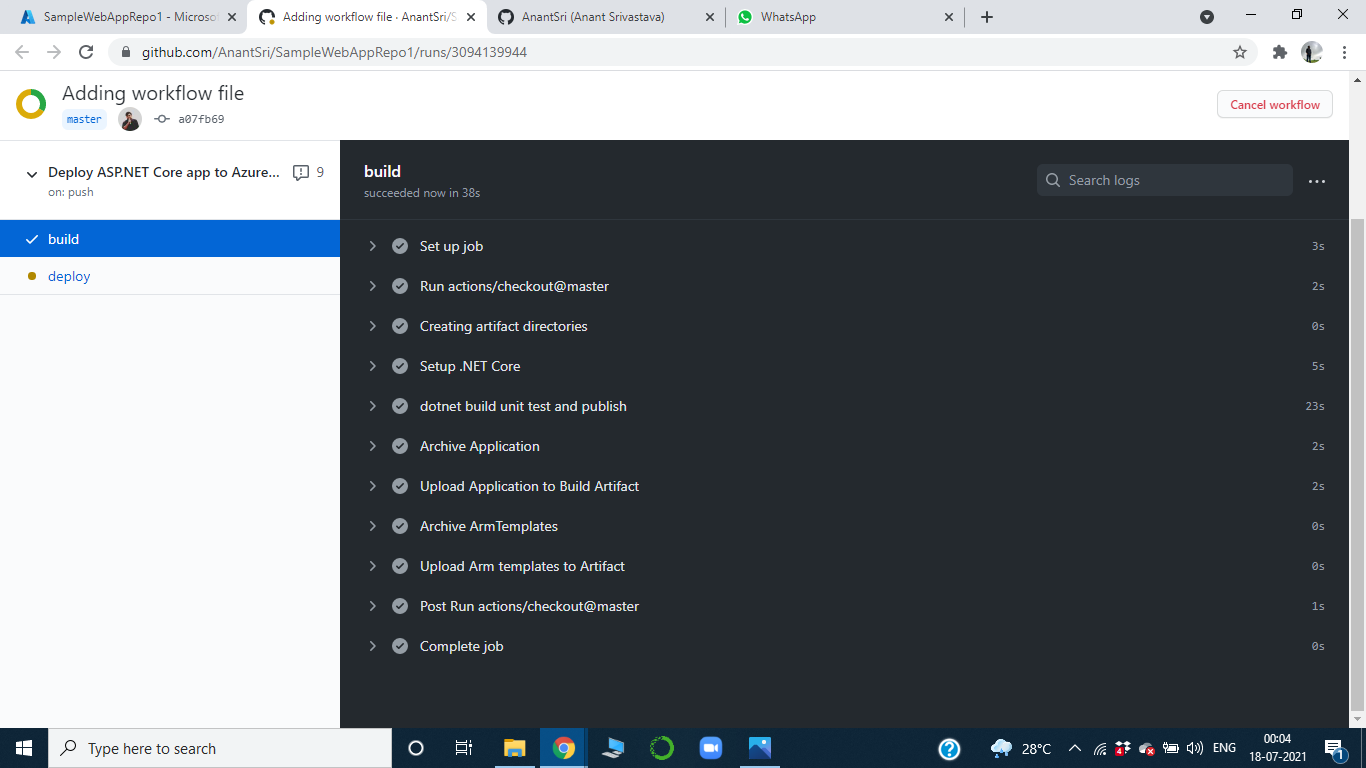 SampleWebAppRepo1 - Microsof
Adding workflow file · AnantSri/S
AnantSri (Anant Srivastava)
WhatsApp
github.com/AnantSri/SampleWebAppRepo1/runs/3094139944
Adding workflow file
master
a07fb69
Cancel workflow
Deploy ASP.NET Core app to Azure...
9
on: push
build
deploy
build
succeeded now in 38s
Search logs
Set up job 3s
Run actions/checkout@master 2s
Creating artifact directories 0s
Setup .NET Core 5s
dotnet build unit test and publish 23s
Archive Application 2s
Upload Application to Build Artifact 2s
Archive ArmTemplates 0s
Upload Arm templates to Artifact 0s
Post Run actions/checkout@master 1s
Complete job 0s
Type here to search
28°C
4
ENG
00:04
18-07-2021
1